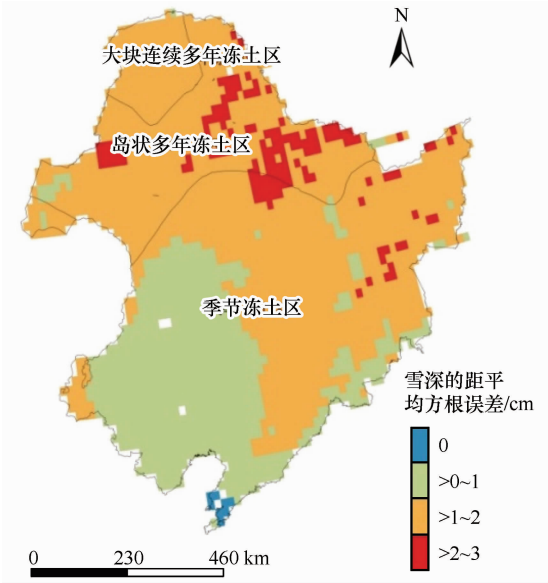 N
大块连续多年冻土区
岛状多年冻土区
季节冻土区
雪深的距平
均方根误差/cm
0
>0~1
>1~2
>2~3
0 230 460 km